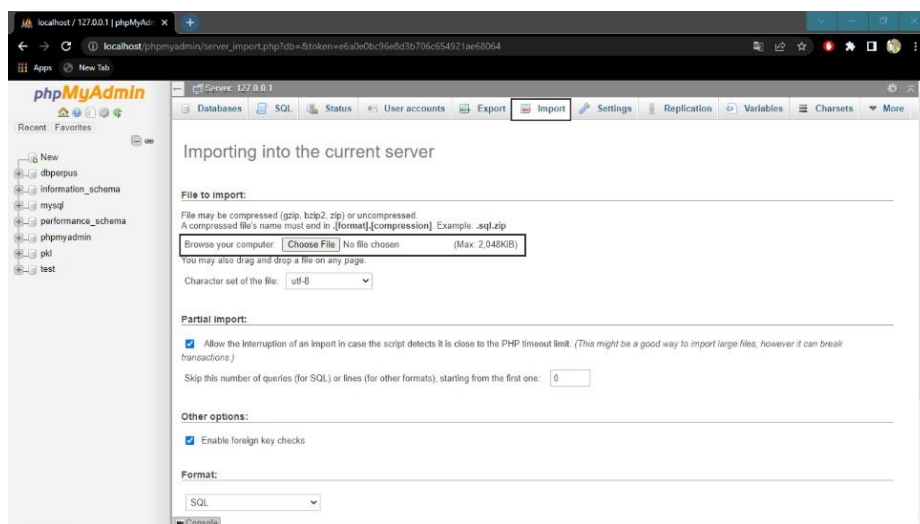 localhost / 127.0.0.1 | phpMyAdn
localhost/phpmyadmin/server_import.php?db=&token=e6a0e0bc96e8d3b706c654921ae68064
Apps New Tab
phpMyAdmin
Recent Favorites
New
dbperpus
information_schema
mysql
performance_schema
phpmyadmin
pkl
test
Server: 127.0.0.1
Databases SQL Status User accounts Export Import Settings Replication Variables Charsets More
Importing into the current server
File to import:
File may be compressed (gzip, bzip2, zip) or uncompressed.
A compressed file's name must end in .[format].[compression]. Example: .sql.zip
Browse your computer: Choose File No file chosen (Max: 2,048KiB)
You may also drag and drop a file on any page.
Character set of the file: utf-8
Partial import:
Allow the interruption of an import in case the script detects it is close to the PHP timeout limit. (This might be a good way to import large files, however it can break
transactions.)
Skip this number of queries (for SQL) or lines (for other formats), starting from the first one: 0
Other options:
Enable foreign key checks
Format:
SQL
Console